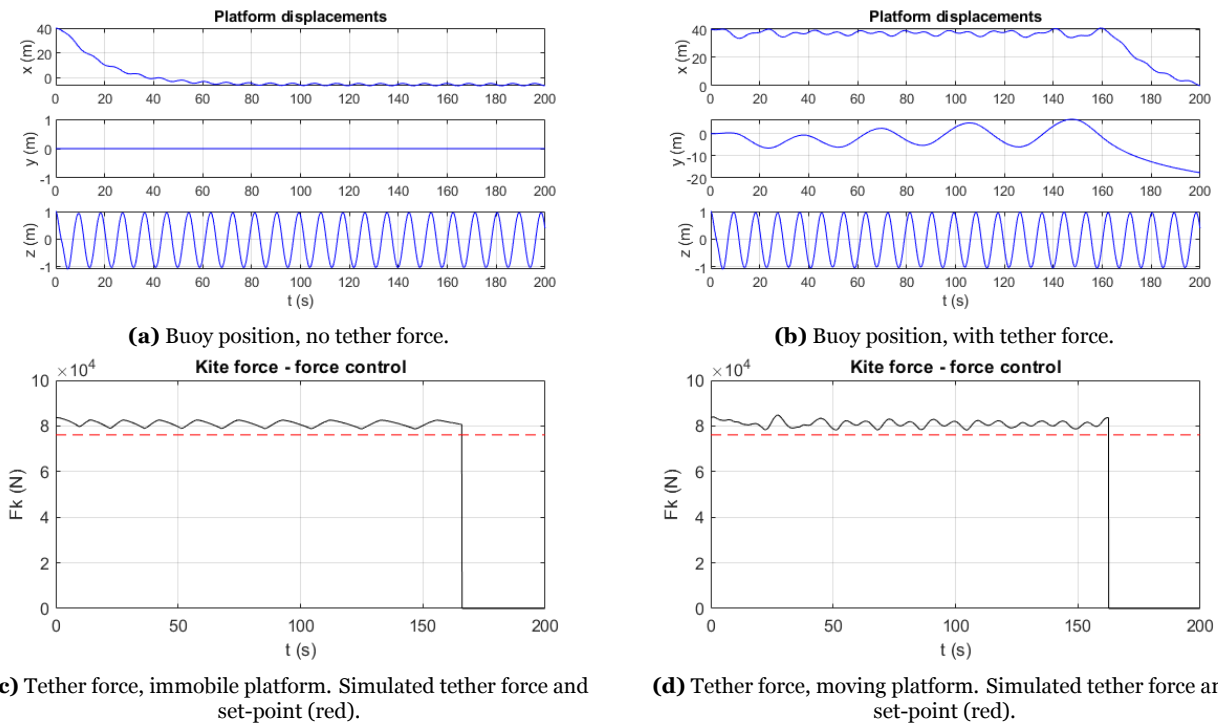 Platform displacements
40
20
0
x (m)
0 20 40 60 80 100 120 140 160 180 200
1
0
-1
y (m)
0 20 40 60 80 100 120 140 160 180 200
1
0
-1
z (m)
0 20 40 60 80 100 120 140 160 180 200
t (s)
(a) Buoy position, no tether force.
Platform displacements
40
20
0
x (m)
0 20 40 60 80 100 120 140 160 180 200
0
-10
-20
y (m)
0 20 40 60 80 100 120 140 160 180 200
1
0
-1
z (m)
0 20 40 60 80 100 120 140 160 180 200
t (s)
(b) Buoy position, with tether force.
Kite force - force control
×10^4
10
8
6
4
2
0
Fk (N)
0 50 100 150 200
t (s)
c) Tether force, immobile platform. Simulated tether force and
set-point (red).
Kite force - force control
×10^4
10
8
6
4
2
0
Fk (N)
0 50 100 150 200
t (s)
(d) Tether force, moving platform. Simulated tether force ar
set-point (red).